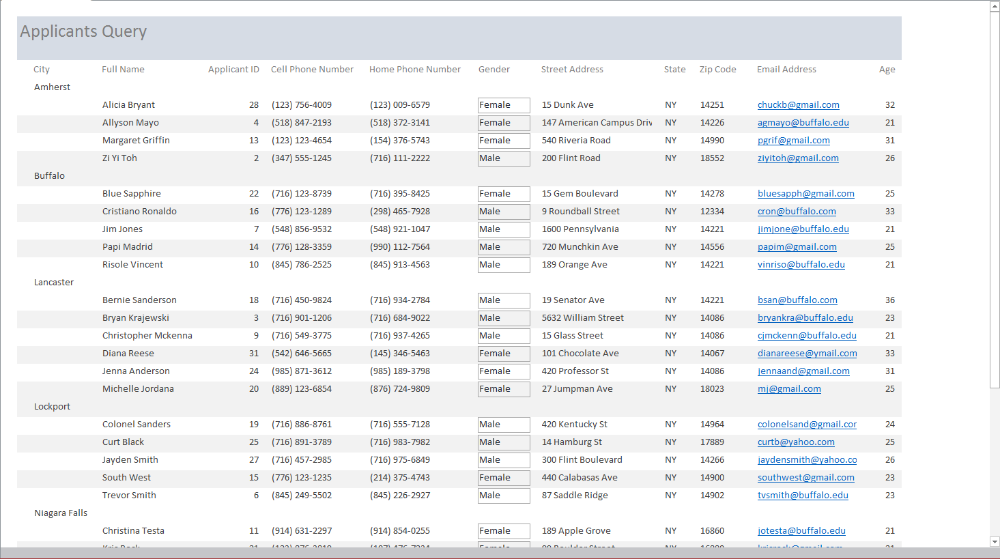 Applicants Query
City Full Name Applicant ID Cell Phone Number Home Phone Number Gender Street Address State Zip Code Email Address Age
Amherst
Alicia Bryant 28 (123) 756-4009 (123) 009-6579 Female 15 Dunk Ave NY 14251 chuckb@gmail.com 32
Allyson Mayo 4 (518) 847-2193 (518) 372-3141 Female 147 American Campus Driv NY 14226 agmayo@buffalo.edu 21
Margaret Griffin 13 (123) 123-4654 (154) 376-5743 Female 540 Riveria Road NY 14990 pgrif@gmail.com 31
Zi Yi Toh 2 (347) 555-1245 (716) 111-2222 Male 200 Flint Road NY 18552 ziyitoh@gmail.com 26
Buffalo
Blue Sapphire 22 (716) 123-8739 (716) 395-8425 Female 15 Gem Boulevard NY 14278 bluesapph@gmail.com 25
Cristiano Ronaldo 16 (776) 123-1289 (298) 465-7928 Male 9 Roundball Street NY 12334 cron@buffalo.com 33
Jim Jones 7 (548) 856-9532 (548) 921-1047 Male 1600 Pennsylvania NY 14221 jimjone@buffalo.edu 21
Papi Madrid 14 (776) 128-3359 (990) 112-7564 Male 720 Munchkin Ave NY 14556 papim@gmail.com 25
Risole Vincent 10 (845) 786-2525 (845) 913-4563 Male 189 Orange Ave NY 14221 vinriso@buffalo.edu 21
Lancaster
Bernie Sanderson 18 (716) 450-9824 (716) 934-2784 Male 19 Senator Ave NY 14221 bsan@buffalo.com 36
Bryan Krajewski 3 (716) 901-1206 (716) 684-9022 Male 5632 William Street NY 14086 bryankra@buffalo.edu 23
Christopher Mckenna 9 (716) 549-3775 (716) 937-4265 Male 15 Glass Street NY 14086 cjmckenn@buffalo.edu 21
Diana Reese 31 (542) 646-5665 (145) 346-5463 Female 101 Chocolate Ave NY 14067 dianareese@ymail.com 33
Jenna Anderson 24 (985) 871-3612 (985) 189-3798 Female 420 Professor St NY 14086 jennaand@gmail.com 31
Michelle Jordana 20 (889) 123-6854 (876) 724-9809 Female 27 Jumpman Ave NY 18023 mj@gmail.com 25
Lockport
Colonel Sanders 19 (716) 886-8761 (716) 555-7128 Male 420 Kentucky St NY 14964 colonelsand@gmail.cor 24
Curt Black 25 (716) 891-3789 (716) 983-7982 Male 14 Hamburg St NY 17889 curtb@yahoo.com 25
Jayden Smith 27 (716) 457-2985 (716) 975-6849 Male 300 Flint Boulevard NY 14266 jaydensmith@yahoo.co 26
South West 15 (776) 123-1235 (214) 375-4743 Female 440 Calabasas Ave NY 14900 southwest@gmail.com 23
Trevor Smith 6 (845) 249-5502 (845) 226-2927 Male 87 Saddle Ridge NY 14902 tvsmith@buffalo.edu 23
Niagara Falls
Christina Testa 11 (914) 631-2297 (914) 854-0255 Female 189 Apple Grove NY 16860 jotesta@buffalo.edu 21